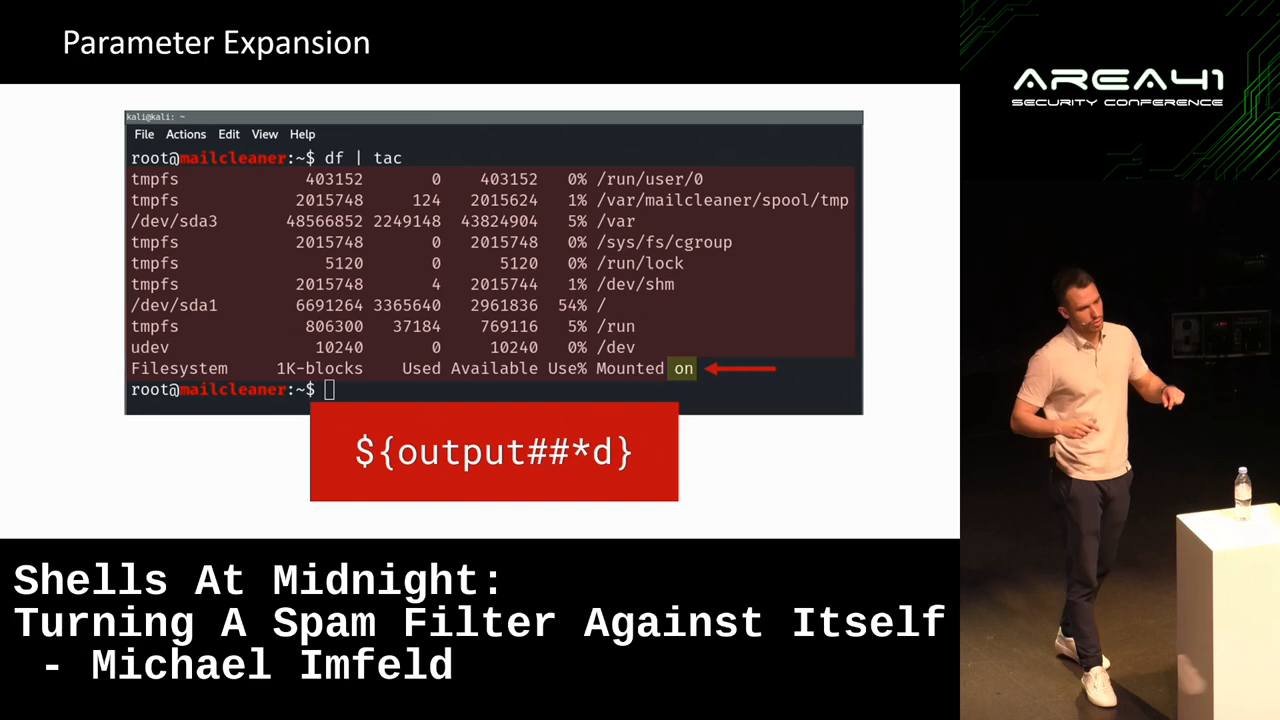 Parameter Expansion
AREA41
SECURITY CONFERENCE
kali@kali: ~
File Actions Edit View Help
root@mailcleaner:~$ df | tac
tmpfs 403152 0 403152 0% /run/user/0
tmpfs 2015748 124 2015624 1% /var/mailcleaner/spool/tmp
/dev/sda3 48566852 2249148 43824904 5% /var
tmpfs 2015748 0 2015748 0% /sys/fs/cgroup
tmpfs 5120 0 5120 0% /run/lock
tmpfs 2015748 4 2015744 1% /dev/shm
/dev/sda1 6691264 3365640 2961836 54% /
tmpfs 806300 37184 769116 5% /run
udev 10240 0 10240 0% /dev
Filesystem 1K-blocks Used Available Use% Mounted on
root@mailcleaner:~$
${output##*d}
Shells At Midnight:
Turning A Spam Filter Against Itself
- Michael Imfeld